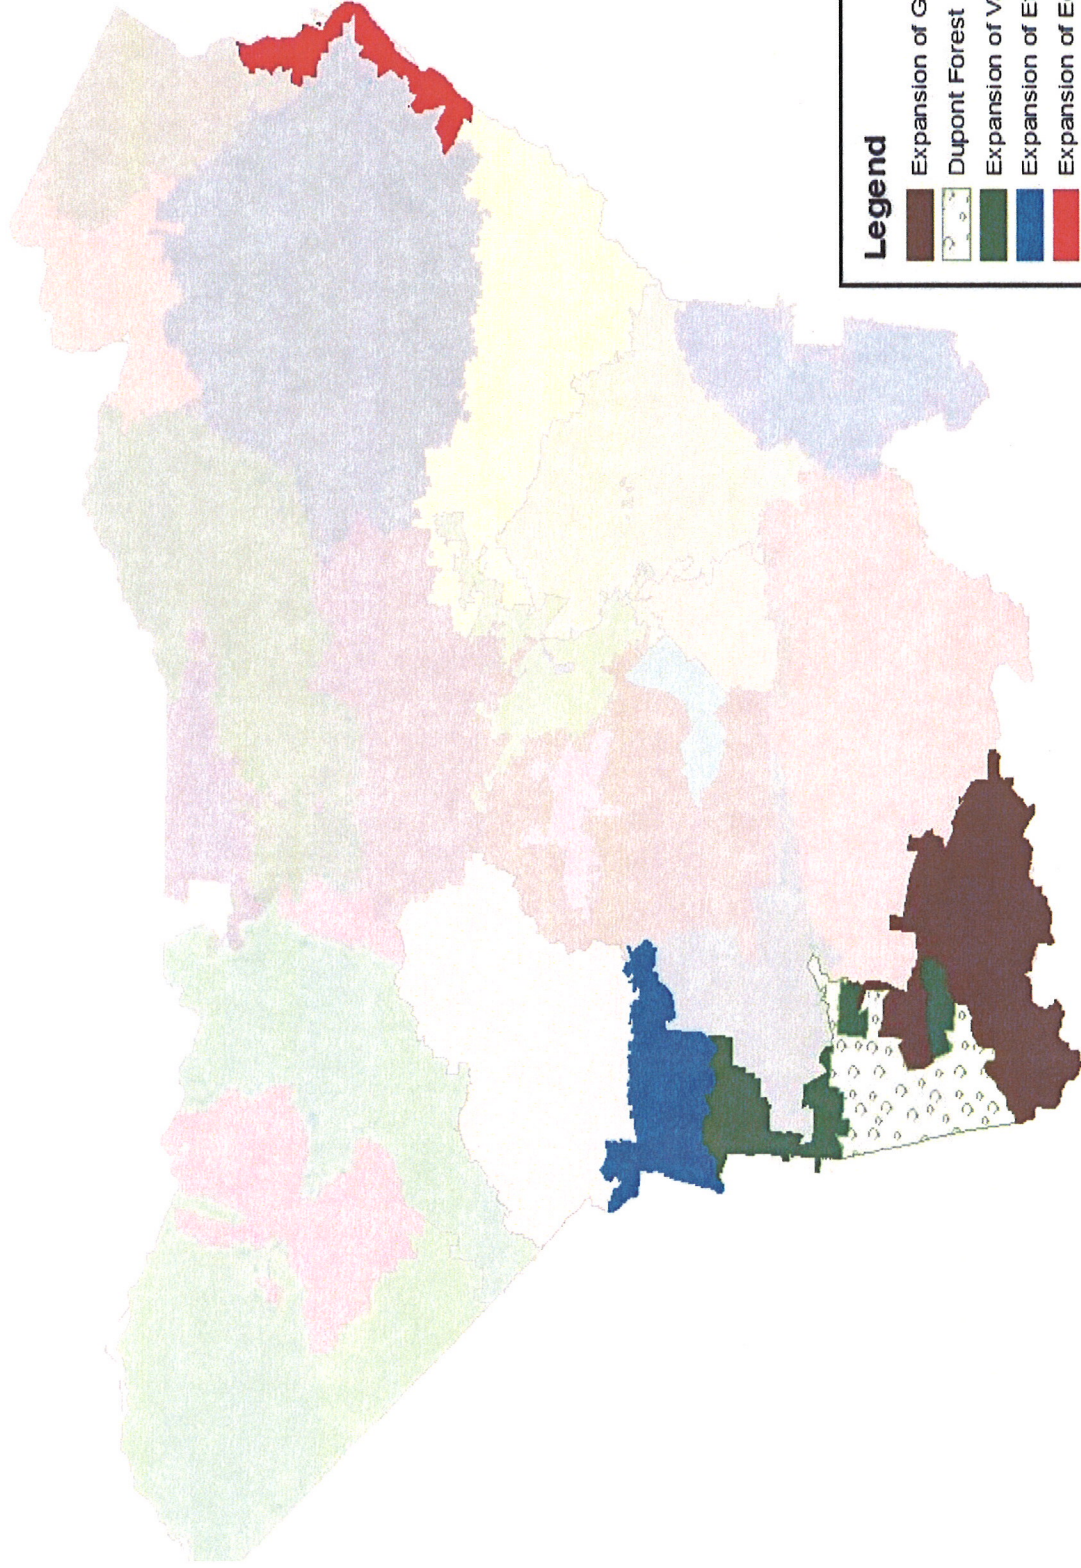 Legend
Expansion of G
Dupont Forest
Expansion of V
Expansion of E
Expansion of E